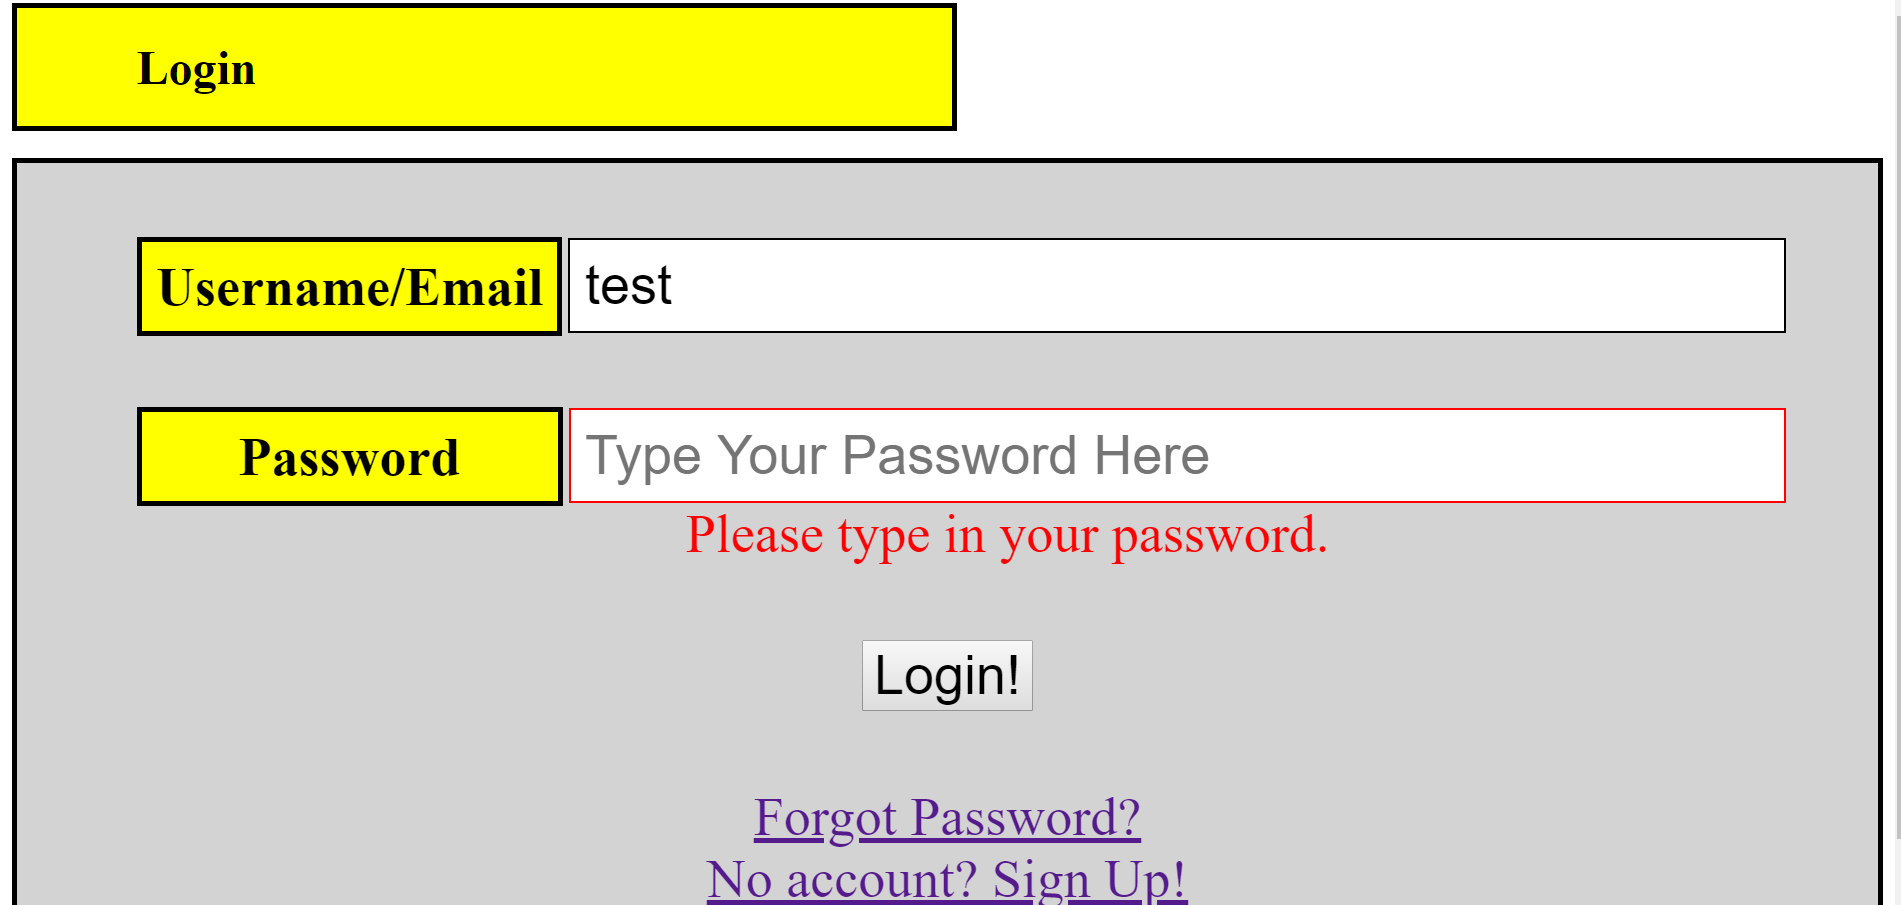 Login
Username/Email test
Password Type Your Password Here
Please type in your password.
Login!
Forgot Password?
No account? Sign Up!